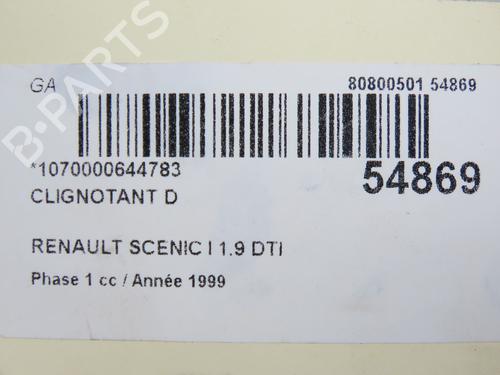 GA 80800501 54869
*1070000644783 54869
CLIGNOTANT D
RENAULT SCENIC I 1.9 DTI
Phase 1 cc / Année 1999
B-PARTS